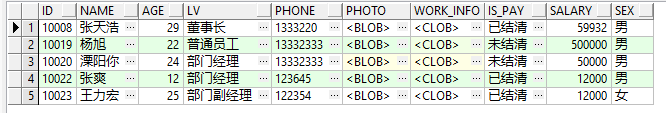 ID NAME AGE LV PHONE PHOTO WORK_INFO IS_PAY SALARY SEX
1 10008 张天浩 ··· 29 董事长 ··· 1333220 ··· <BLOB> ··· <CLOB> ··· 已结清 ··· 59932 男
2 10019 杨旭 ··· 22 普通员工 ··· 13332333 ··· <BLOB> ··· <CLOB> ··· 未结清 ··· 500000 男
3 10020 溧阳你 ··· 24 部门经理 ··· 13332333 ··· <BLOB> ··· <CLOB> ··· 未结清 ··· 50000 男
4 10022 张爽 ··· 12 部门经理 ··· 123645 ··· <BLOB> ··· <CLOB> ··· 已结清 ··· 12000 男
5 10023 王力宏 ··· 25 部门副经理 ··· 122354 ··· <BLOB> ··· <CLOB> ··· 已结清 ··· 12000 女